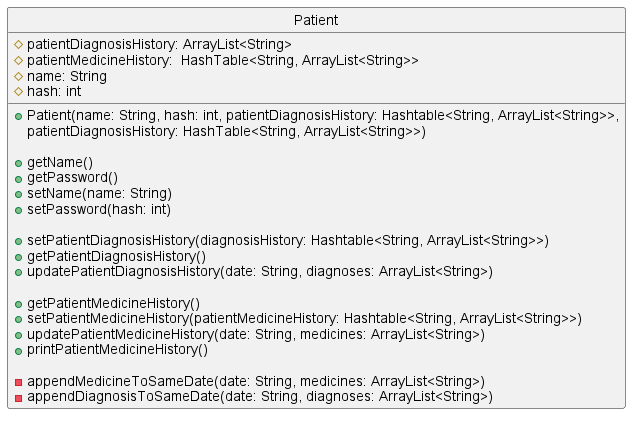 Patient
patientDiagnosisHistory: ArrayList<String>
patientMedicineHistory:  HashTable<String, ArrayList<String>>
name: String
hash: int
Patient(name: String, hash: int, patientDiagnosisHistory: Hashtable<String, ArrayList<String>>,
patientDiagnosisHistory: HashTable<String, ArrayList<String>>)
getName()
getPassword()
setName(name: String)
setPassword(hash: int)
setPatientDiagnosisHistory(diagnosisHistory: Hashtable<String, ArrayList<String>>)
getPatientDiagnosisHistory()
updatePatientDiagnosisHistory(date: String, diagnoses: ArrayList<String>)
getPatientMedicineHistory()
setPatientMedicineHistory(patientMedicineHistory: Hashtable<String, ArrayList<String>>)
updatePatientMedicineHistory(date: String, medicines: ArrayList<String>)
printPatientMedicineHistory()
appendMedicineToSameDate(date: String, medicines: ArrayList<String>)
appendDiagnosisToSameDate(date: String, diagnoses: ArrayList<String>)